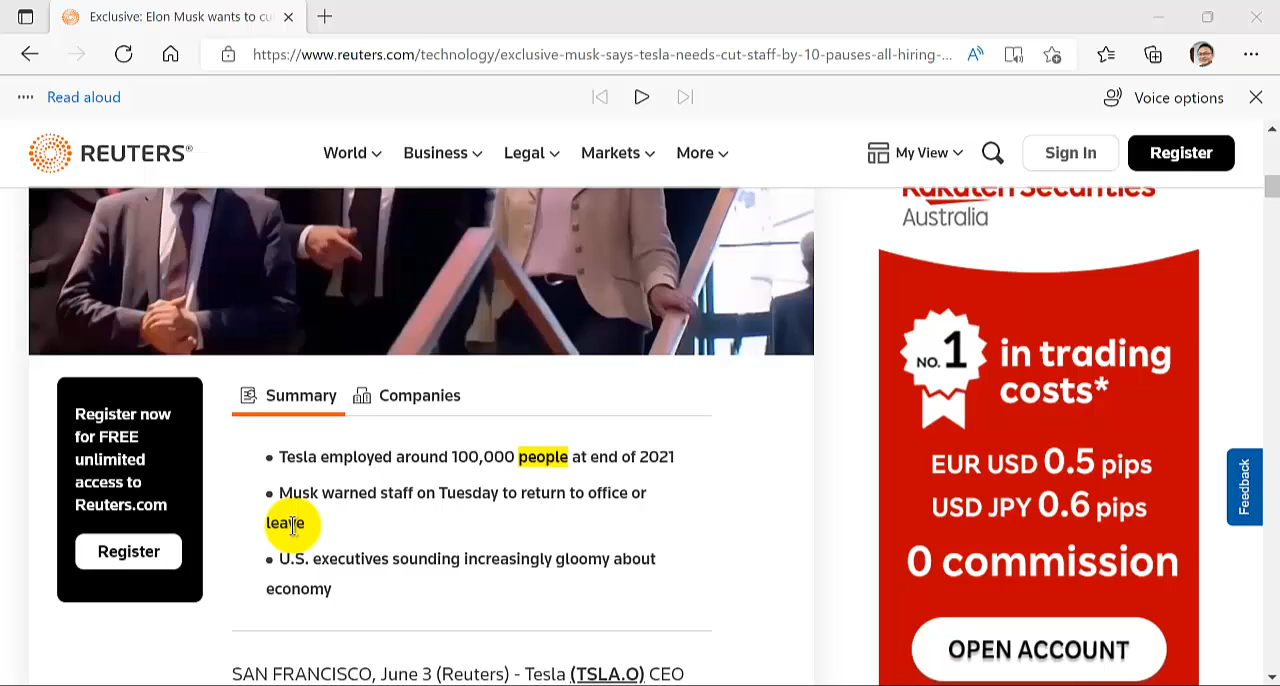 Exclusive: Elon Musk wants to cu
https://www.reuters.com/technology/exclusive-musk-says-tesla-needs-cut-staff-by-10-pauses-all-hiring-...
Read aloud
Voice options
REUTERS®
World
Business
Legal
Markets
More
My View
Sign In
Register
Rakuten Securities
Australia
NO. 1 in trading
costs*
EUR USD 0.5 pips
USD JPY 0.6 pips
0 commission
OPEN ACCOUNT
Feedback
Register now
for FREE
unlimited
access to
Reuters.com
Register
Summary
Companies
• Tesla employed around 100,000 people at end of 2021
• Musk warned staff on Tuesday to return to office or
leave
• U.S. executives sounding increasingly gloomy about
economy
SAN FRANCISCO, June 3 (Reuters) - Tesla (TSLA.O) CEO